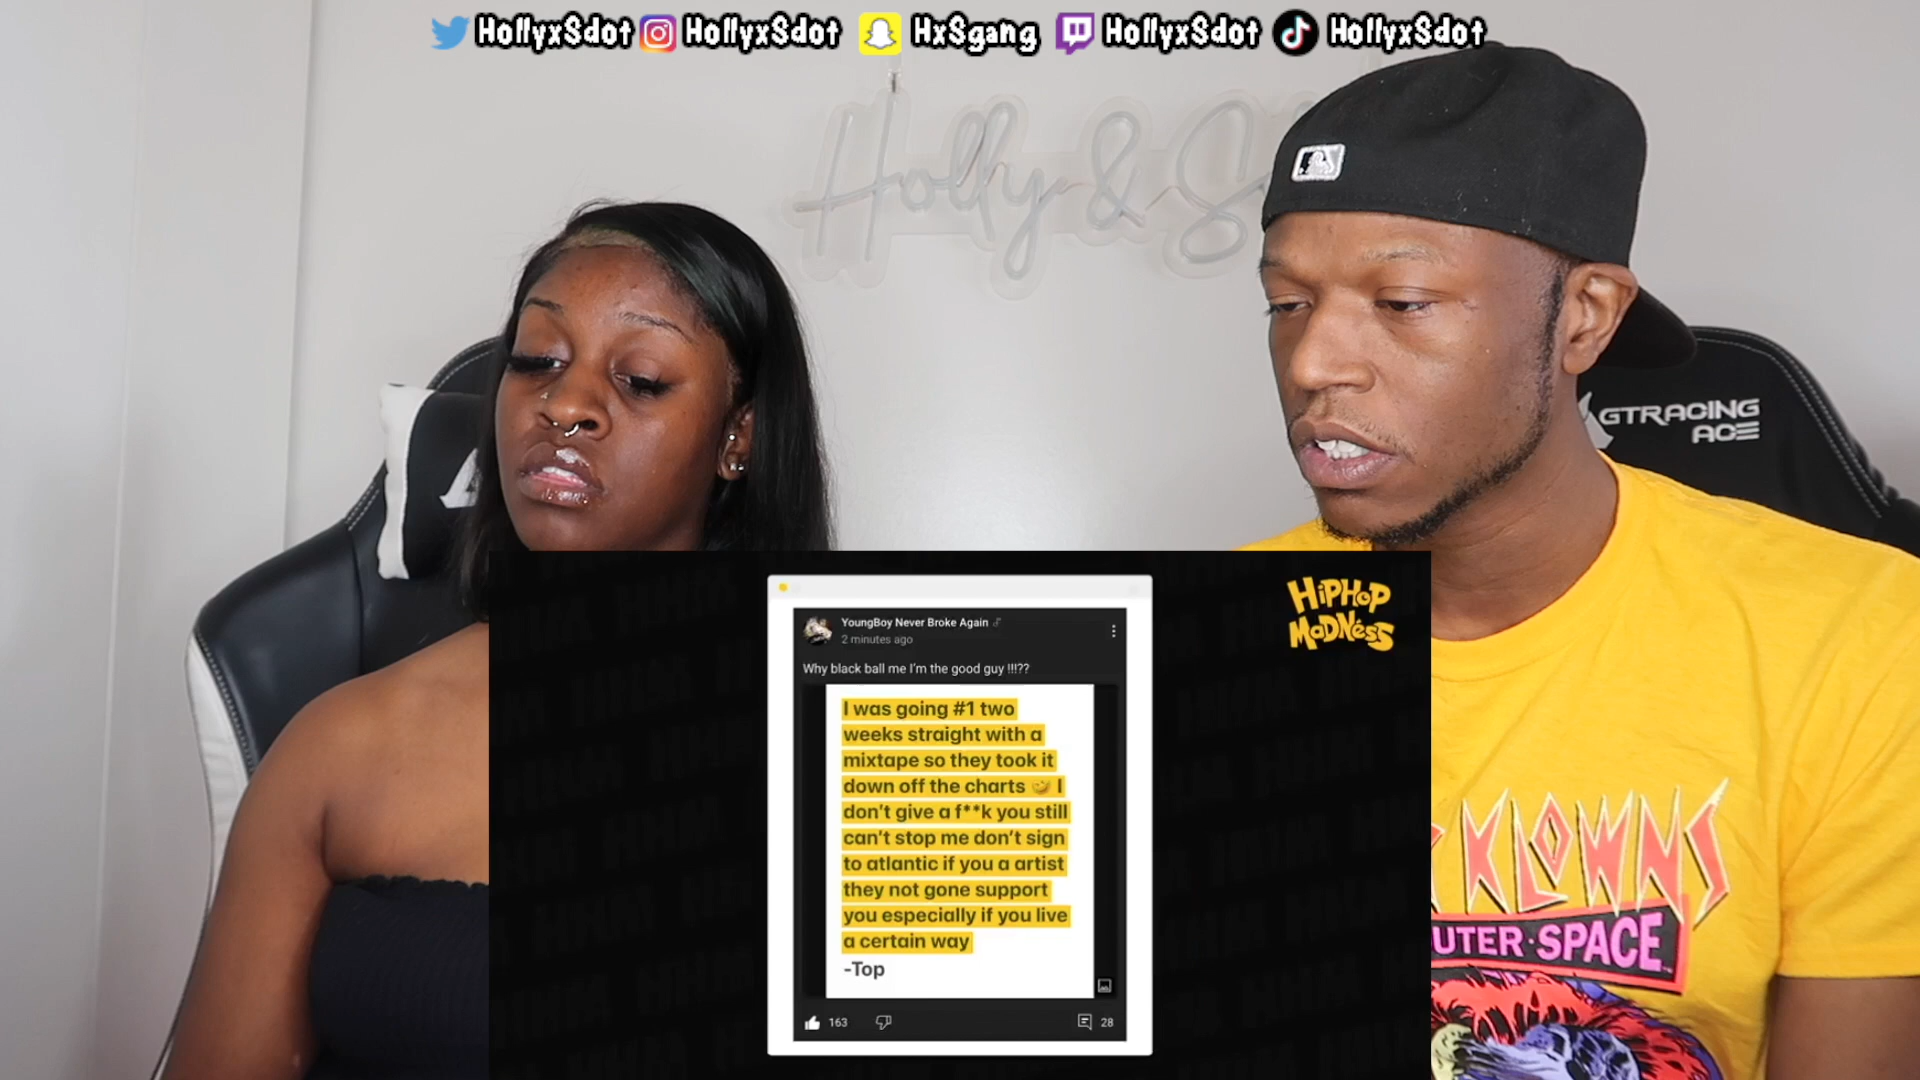 HollyxSdot HollyxSdot HxSgang HollyxSdot HollyxSdot
Holly & S
GTRACING
ACE
HiPHOP
MADNéSS
YoungBoy Never Broke Again
2 minutes ago
Why black ball me I'm the good guy !!!??
I was going #1 two
weeks straight with a
mixtape so they took it
down off the charts 🤣 I
don't give a f**k you still
can't stop me don't sign
to atlantic if you a artist
they not gone support
you especially if you live
a certain way
-Top
163 28
KLOWNS
UTER·SPACE